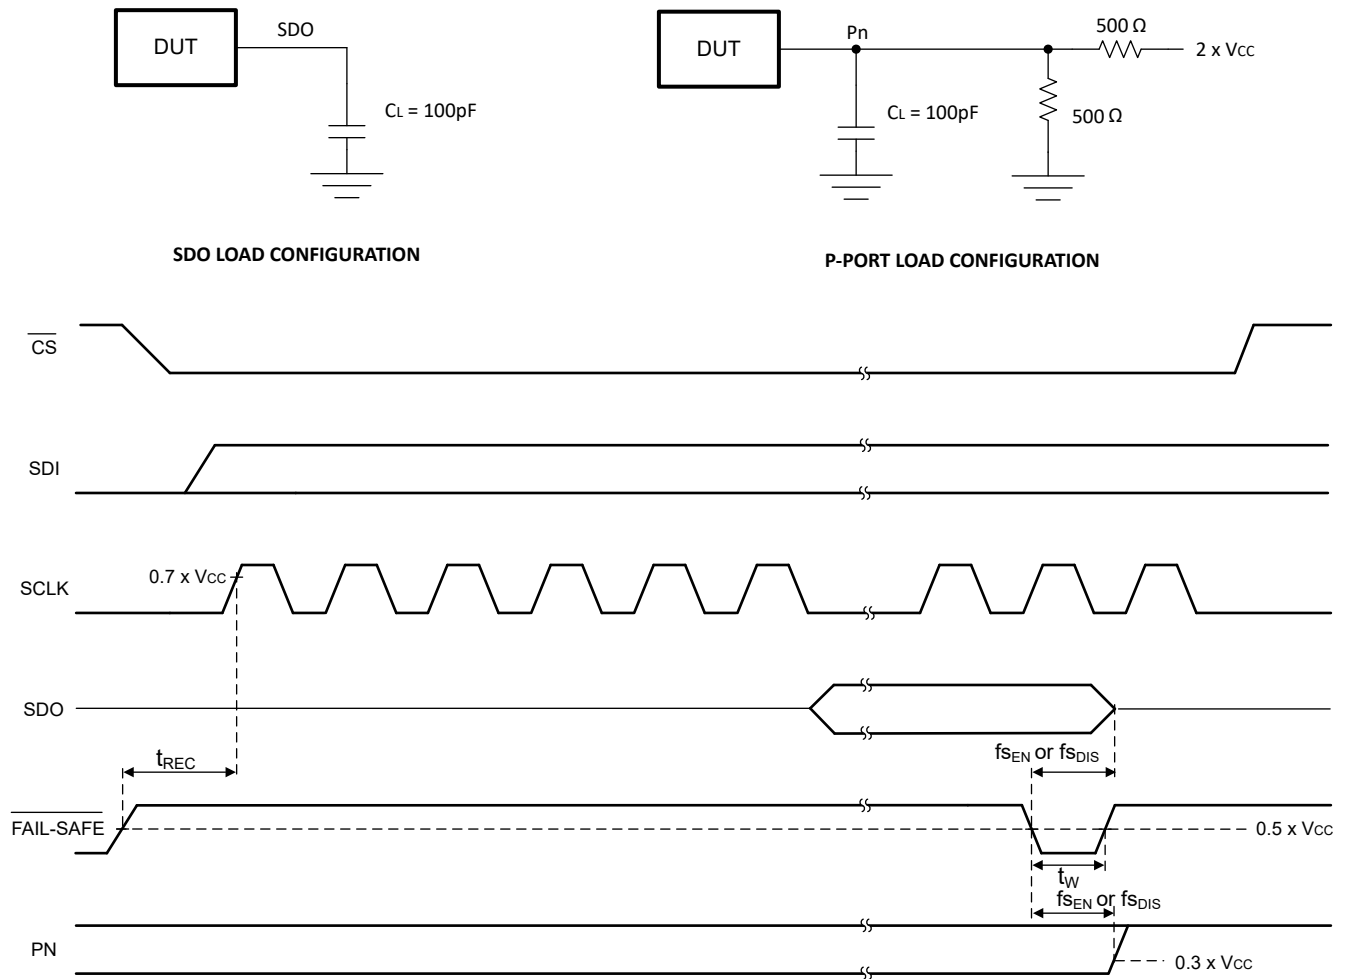 DUT
SDO
CL = 100pF
SDO LOAD CONFIGURATION
DUT
Pn
500 Ω
2 x VCC
CL = 100pF
500 Ω
P-PORT LOAD CONFIGURATION
CS
SDI
SCLK
0.7 x VCC
SDO
tREC
fsEN or fsDIS
FAIL-SAFE
0.5 x VCC
tW
fsEN or fsDIS
PN
0.3 x VCC